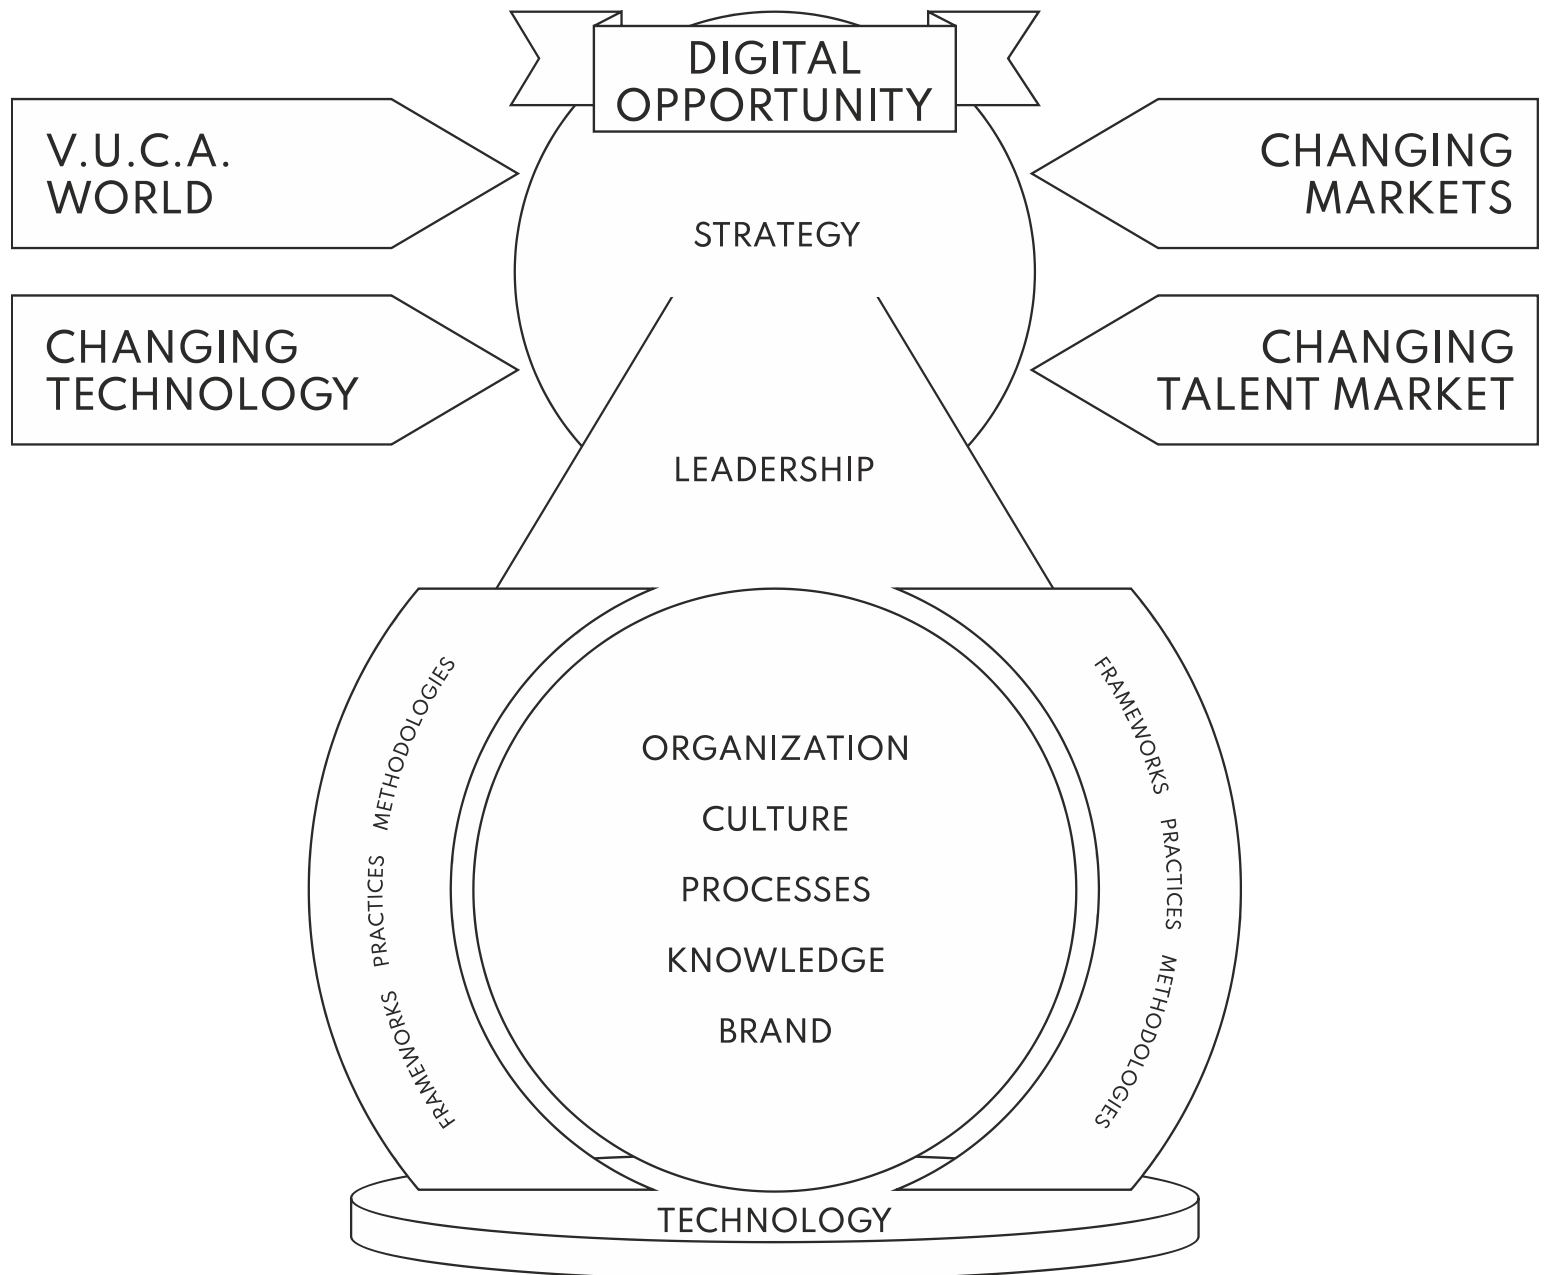 DIGITAL
OPPORTUNITY
V.U.C.A.
WORLD
CHANGING
MARKETS
STRATEGY
CHANGING
TECHNOLOGY
CHANGING
TALENT MARKET
LEADERSHIP
FRAMEWORKS PRACTICES METHODOLOGIES
ORGANIZATION
CULTURE
PROCESSES
KNOWLEDGE
BRAND
FRAMEWORKS PRACTICES METHODOLOGIES
TECHNOLOGY